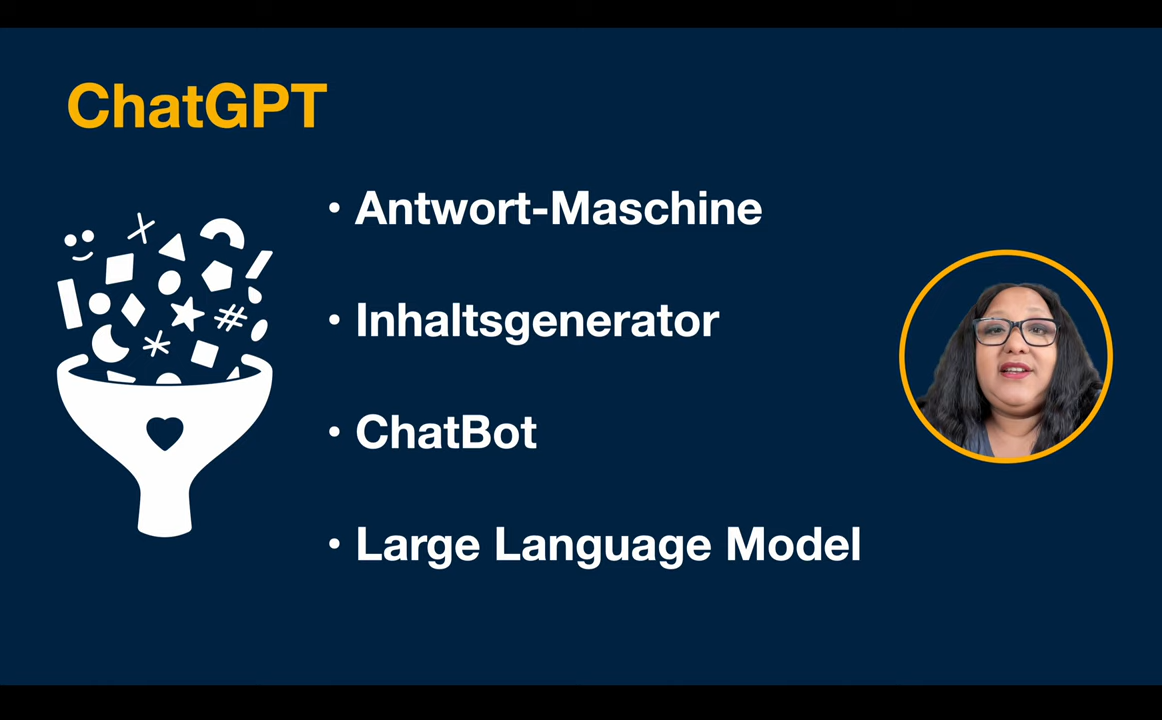 ChatGPT
• Antwort-Maschine
• Inhaltsgenerator
• ChatBot
• Large Language Model